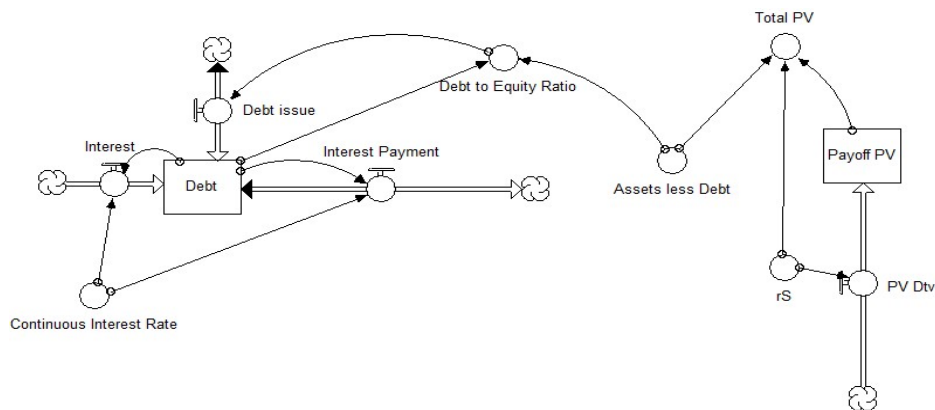 Total PV
Debt issue
Debt to Equity Ratio
Interest
Interest Payment
Payoff PV
Debt
Assets less Debt
rS
PV Dtv
Continuous Interest Rate